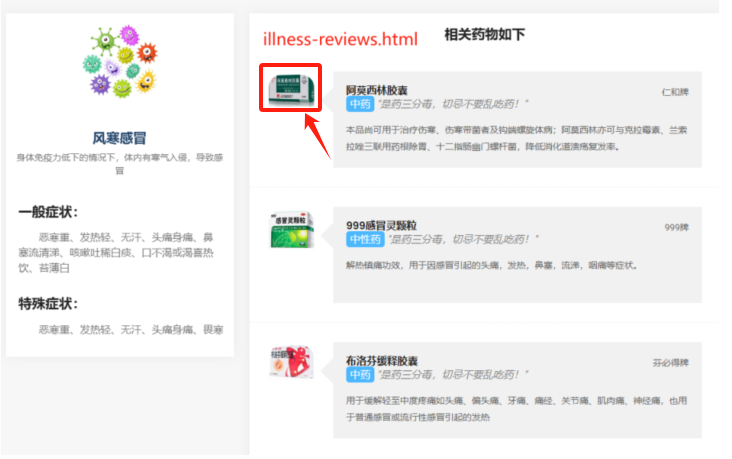 illness-reviews.html
相关药物如下
风寒感冒
身体免疫力低下的情况下，体内有寒气入侵，导致感
冒
一般症状：
恶寒重、发热轻、无汗、头痛身痛、鼻
塞流清涕、咳嗽吐稀白痰、口不渴或渴喜热
饮、苔薄白
特殊症状：
恶寒重、发热轻、无汗、头痛身痛、畏寒
阿莫西林胶囊
仁和牌
中药 "是药三分毒，切忌不要乱吃药！"
本品尚可用于治疗伤寒、伤寒带菌者及钩端螺旋体病；阿莫西林亦可与克拉霉素、兰索
拉唑三联用药根除胃、十二指肠幽门螺杆菌，降低消化道溃疡复发率。
感冒灵颗粒
999感冒灵颗粒
999牌
中性药 "是药三分毒，切忌不要乱吃药！"
解热镇痛功效，用于因感冒引起的头痛，发热，鼻塞，流涕，咽痛等症状。
布洛芬缓释胶囊
芬必得牌
中药 "是药三分毒，切忌不要乱吃药！"
用于缓解轻至中度疼痛如头痛、偏头痛、牙痛、痛经、关节痛、肌肉痛、神经痛，也用
于普通感冒或流行性感冒引起的发热